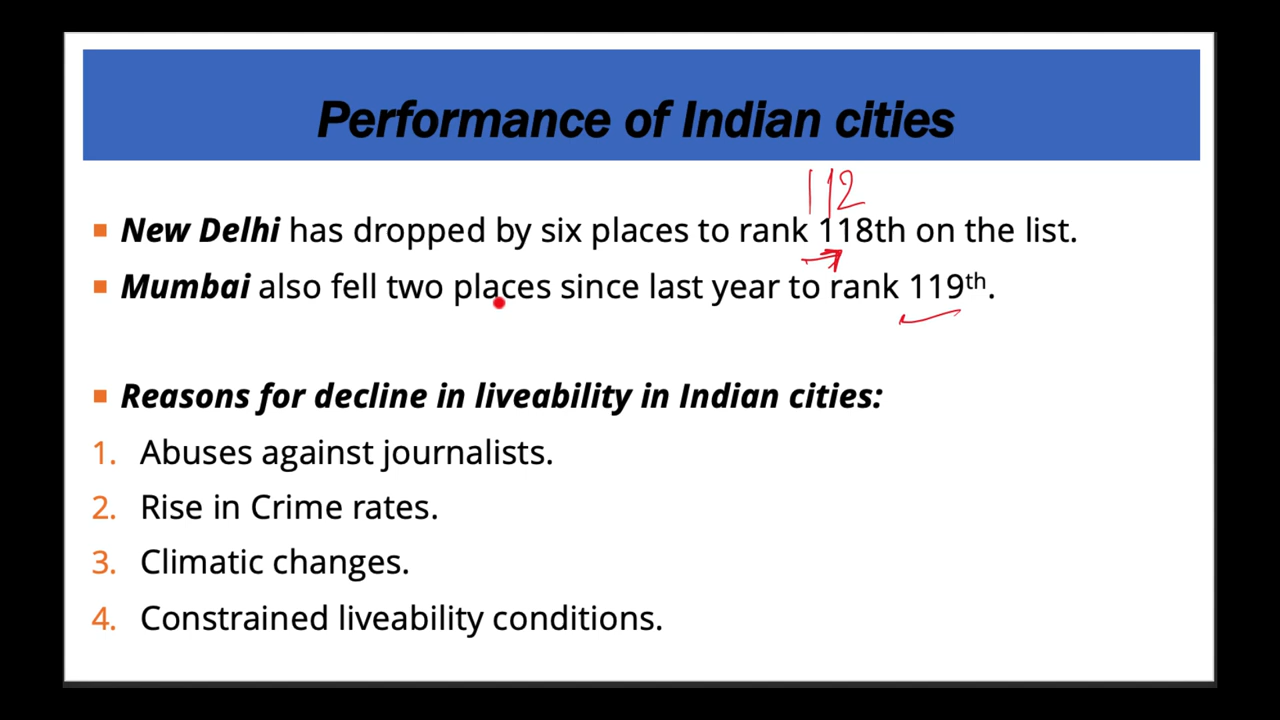 Performance of Indian cities
112
▪ New Delhi has dropped by six places to rank 118th on the list.
▪ Mumbai also fell two places since last year to rank 119th.
▪ Reasons for decline in liveability in Indian cities:
1. Abuses against journalists.
2. Rise in Crime rates.
3. Climatic changes.
4. Constrained liveability conditions.